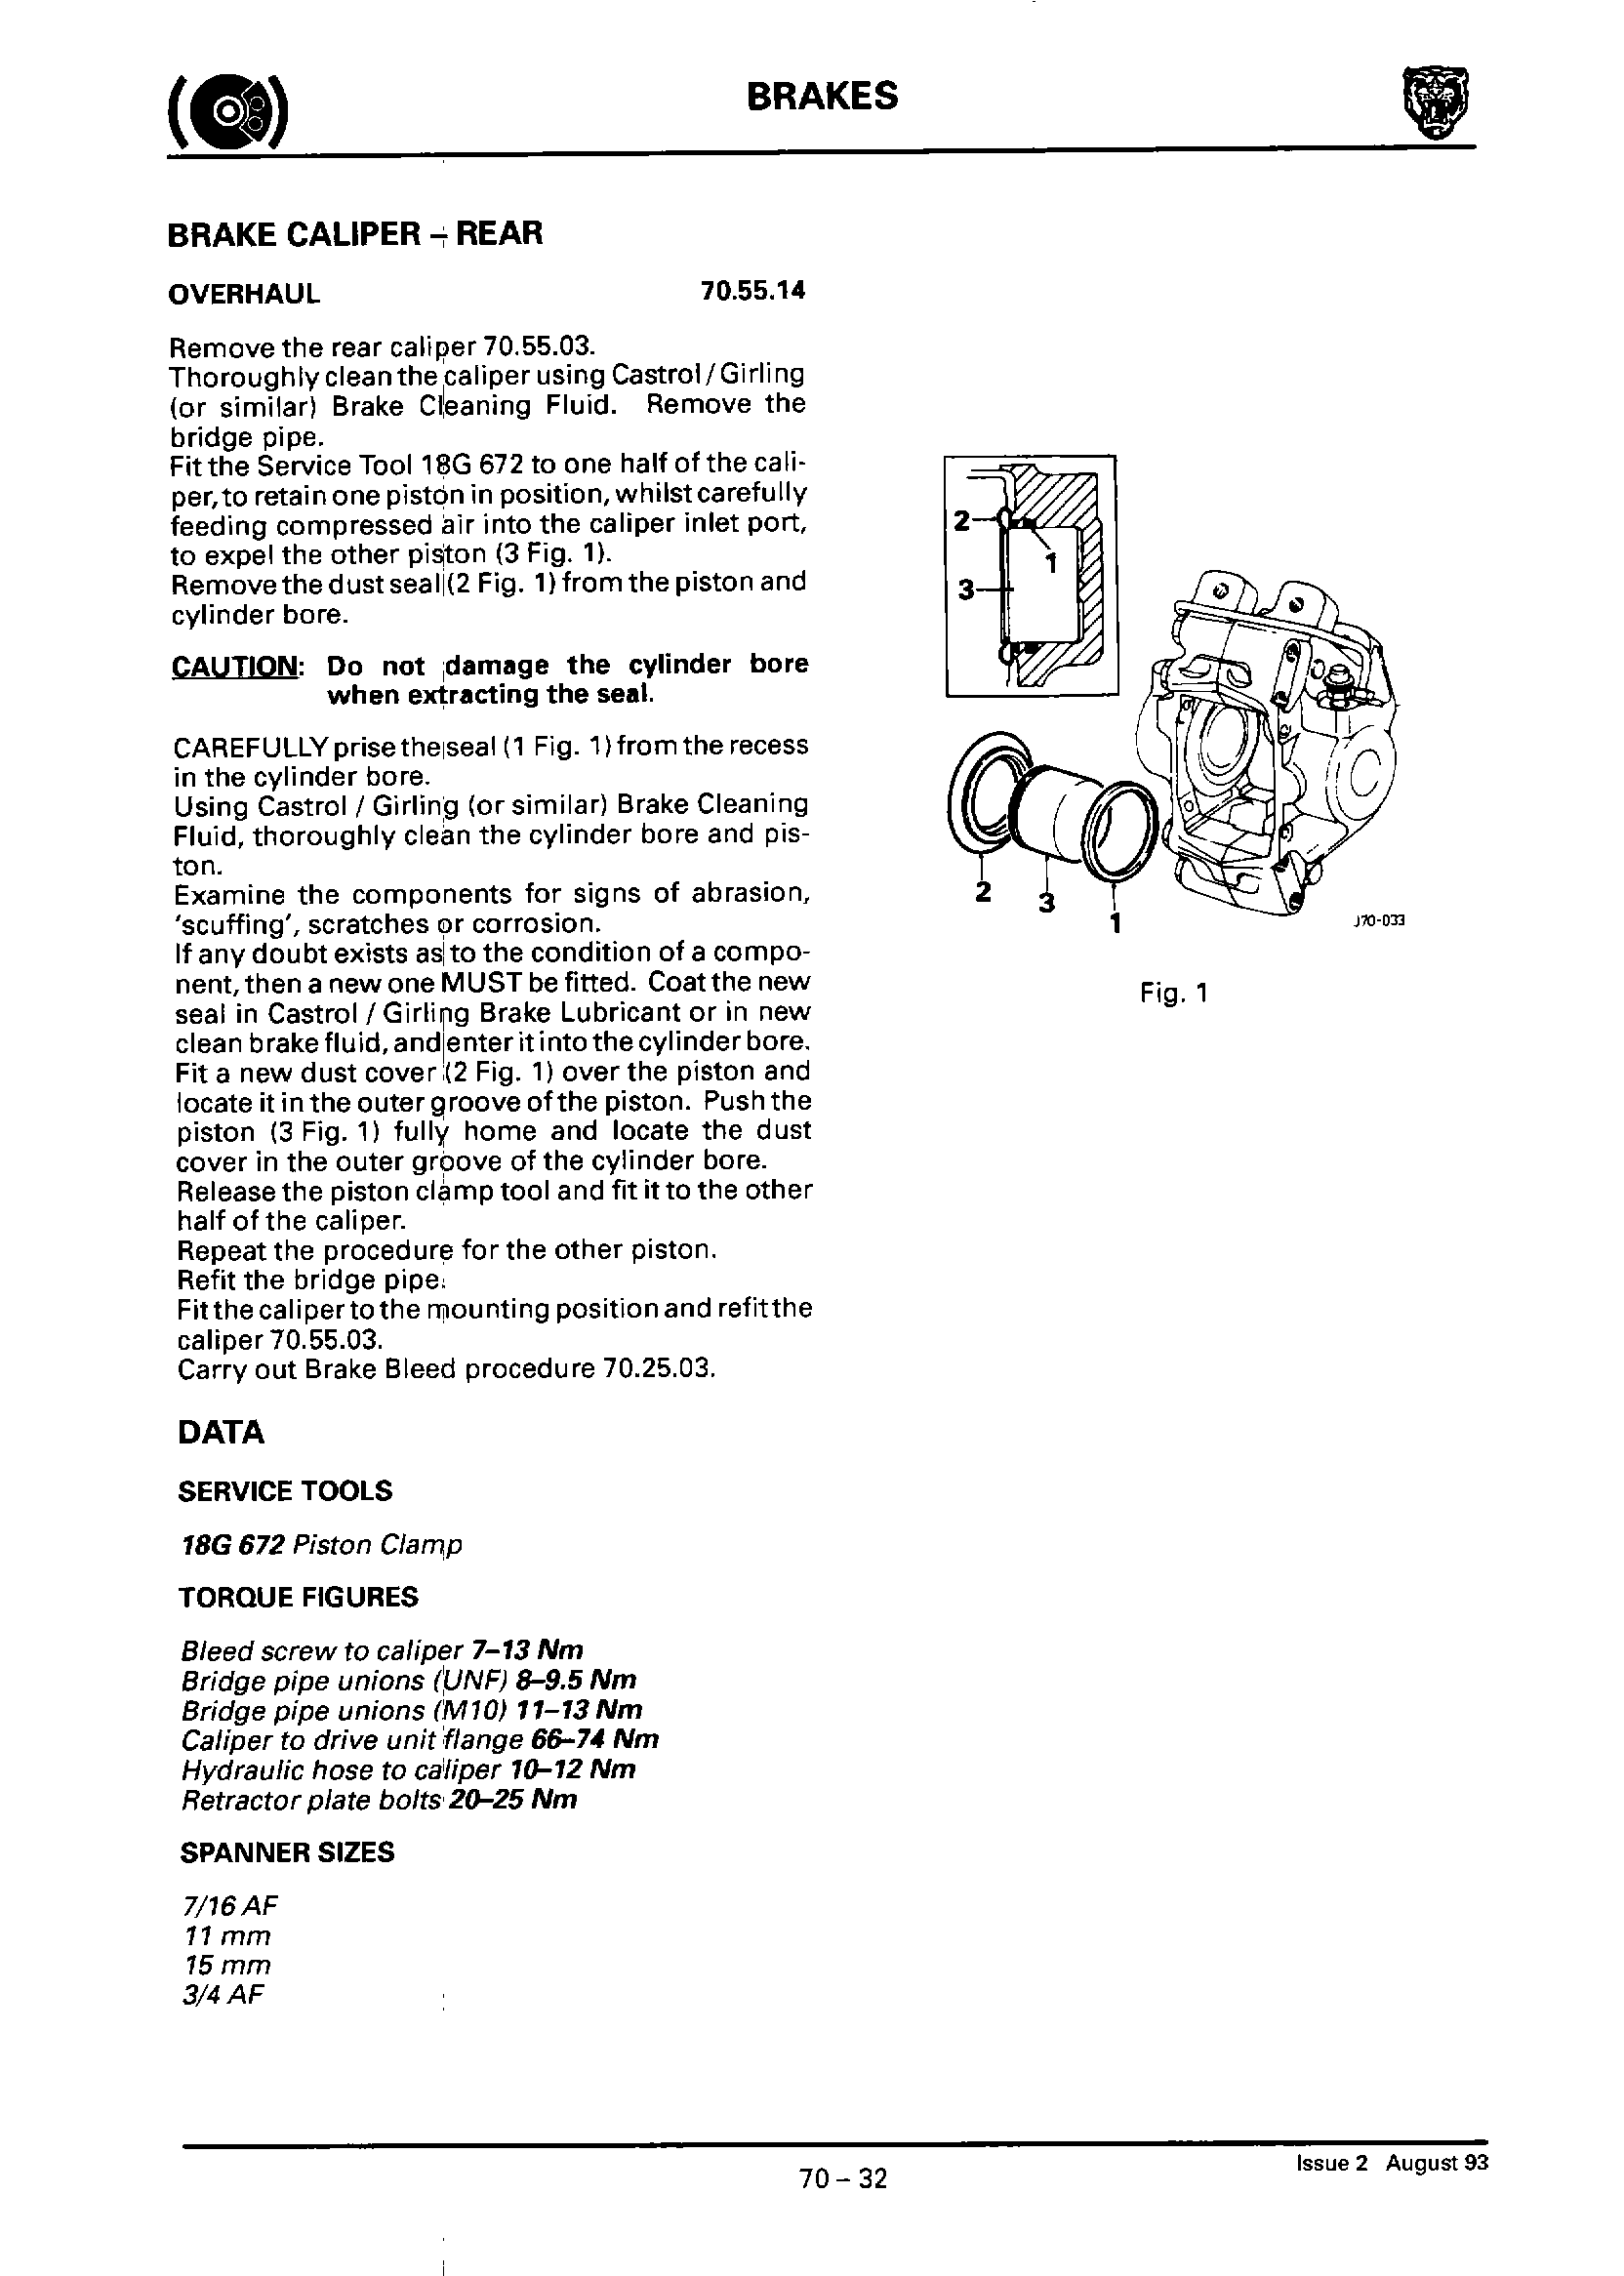 BRAKES
BRAKE CALIPER – REAR
OVERHAUL 70.55.14
Remove the rear caliper 70.55.03.
Thoroughly clean the caliper using Castrol / Girling
(or similar) Brake Cleaning Fluid. Remove the
bridge pipe.
Fit the Service Tool 18G 672 to one half of the cali-
per, to retain one piston in position, whilst carefully
feeding compressed air into the caliper inlet port,
to expel the other piston (3 Fig. 1).
Remove the dust seal (2 Fig. 1) from the piston and
cylinder bore.
CAUTION: Do not damage the cylinder bore
when extracting the seal.
CAREFULLY prise the seal (1 Fig. 1) from the recess
in the cylinder bore.
Using Castrol / Girling (or similar) Brake Cleaning
Fluid, thoroughly clean the cylinder bore and pis-
ton.
Examine the components for signs of abrasion,
'scuffing', scratches or corrosion.
If any doubt exists as to the condition of a compo-
nent, then a new one MUST be fitted. Coat the new
seal in Castrol / Girling Brake Lubricant or in new
clean brake fluid, and enter it into the cylinder bore.
Fit a new dust cover (2 Fig. 1) over the piston and
locate it in the outer groove of the piston. Push the
piston (3 Fig. 1) fully home and locate the dust
cover in the outer groove of the cylinder bore.
Release the piston clamp tool and fit it to the other
half of the caliper.
Repeat the procedure for the other piston.
Refit the bridge pipe.
Fit the caliper to the mounting position and refit the
caliper 70.55.03.
Carry out Brake Bleed procedure 70.25.03.
DATA
SERVICE TOOLS
18G 672 Piston Clamp
TORQUE FIGURES
Bleed screw to caliper 7–13 Nm
Bridge pipe unions (UNF) 8–9.5 Nm
Bridge pipe unions (M10) 11–13 Nm
Caliper to drive unit flange 66–74 Nm
Hydraulic hose to caliper 10–12 Nm
Retractor plate bolts 20–25 Nm
SPANNER SIZES
7/16 AF
11 mm
15 mm
3/4 AF
2
1
3
2
3
1
J70-033
Fig. 1
70 – 32
Issue 2 August 93